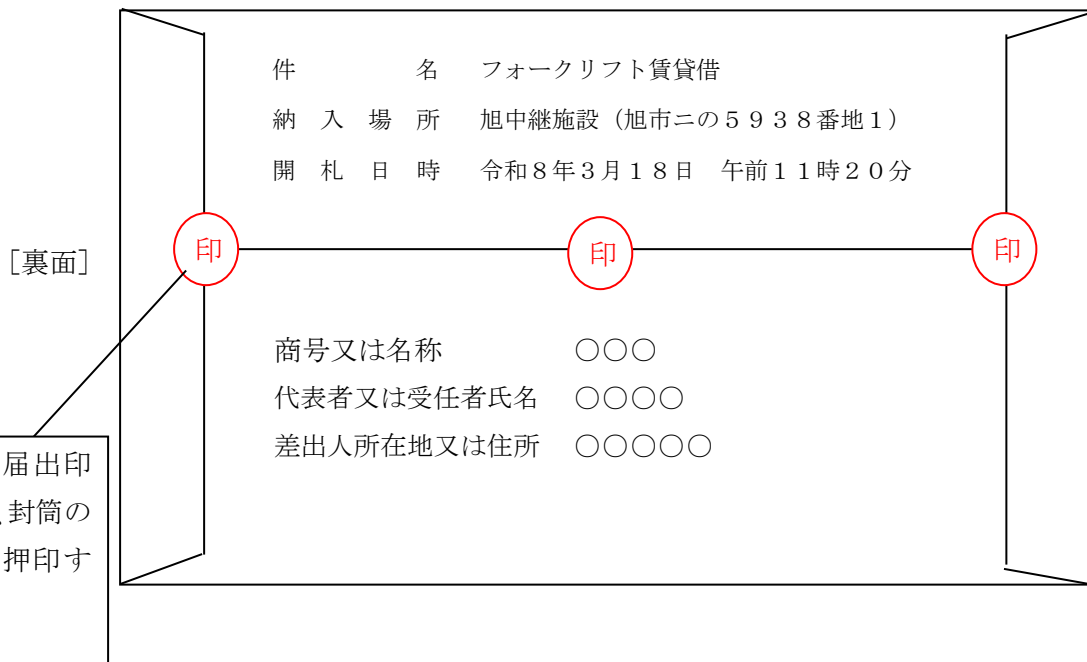 件名 フォークリフト賃貸借
納入場所 旭中継施設（旭市ニの５９３８番地１）
開札日時 令和８年３月１８日 午前１１時２０分
印 印 印
［裏面］
商号又は名称 ○○○
代表者又は受任者氏名 ○○○○
差出人所在地又は住所 ○○○○○
届出印
封筒の
押印す